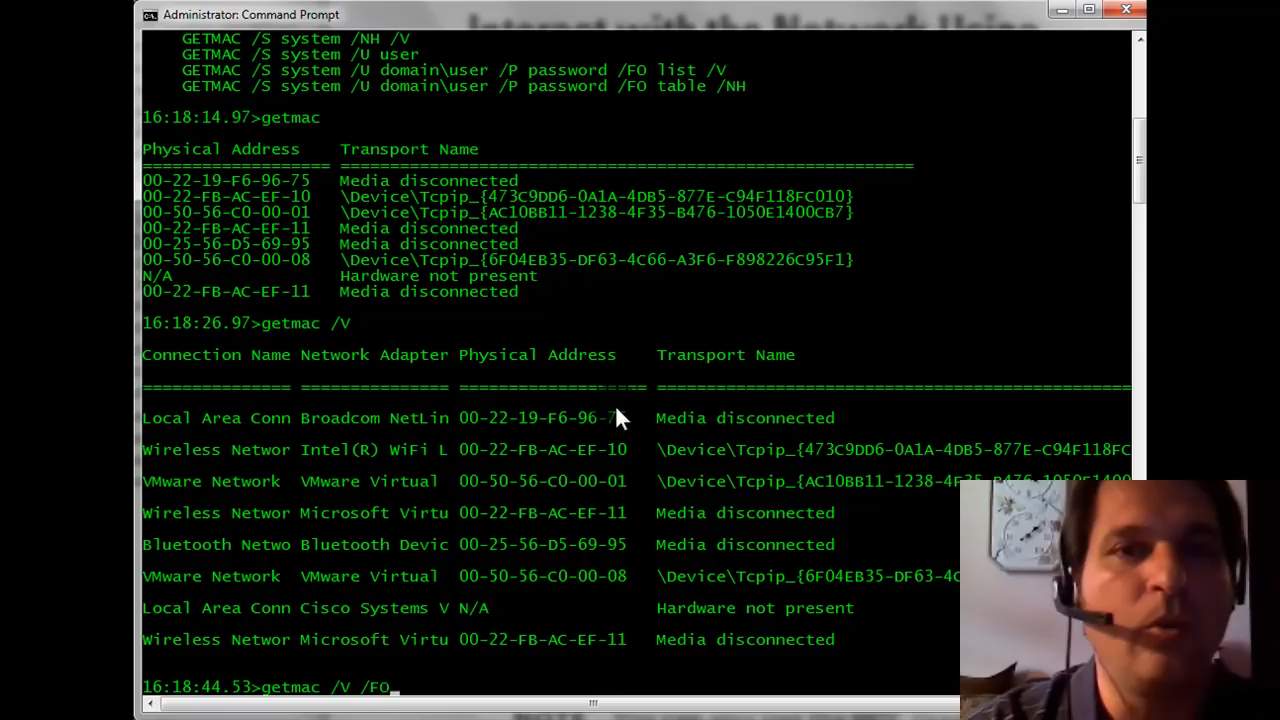 Internet with the Network Using
Administrator: Command Prompt
GETMAC /S system /NH /V
GETMAC /S system /U user
GETMAC /S system /U domain\user /P password /FO list /V
GETMAC /S system /U domain\user /P password /FO table /NH
16:18:14.97>getmac
Physical Address    Transport Name
=================== ==========================================================
00-22-19-F6-96-75   Media disconnected
00-22-FB-AC-EF-10   \Device\Tcpip_{473C9DD6-0A1A-4DB5-877E-C94F118FC010}
00-50-56-C0-00-01   \Device\Tcpip_{AC10BB11-1238-4F35-B476-1050E1400CB7}
00-22-FB-AC-EF-11   Media disconnected
00-25-56-D5-69-95   Media disconnected
00-50-56-C0-00-08   \Device\Tcpip_{6F04EB35-DF63-4C66-A3F6-F898226C95F1}
N/A                 Hardware not present
00-22-FB-AC-EF-11   Media disconnected
16:18:26.97>getmac /V
Connection Name Network Adapter Physical Address    Transport Name
=============== =============== =================== ================================================
Local Area Conn Broadcom NetLin 00-22-19-F6-96-7    Media disconnected
Wireless Networ Intel(R) WiFi L 00-22-FB-AC-EF-10   \Device\Tcpip_{473C9DD6-0A1A-4DB5-877E-C94F118FC
VMware Network  VMware Virtual  00-50-56-C0-00-01   \Device\Tcpip_{AC10BB11-1238-4F35-B476-1050E1400
Wireless Networ Microsoft Virtu 00-22-FB-AC-EF-11   Media disconnected
Bluetooth Netwo Bluetooth Devic 00-25-56-D5-69-95   Media disconnected
VMware Network  VMware Virtual  00-50-56-C0-00-08   \Device\Tcpip_{6F04EB35-DF63-4C
Local Area Conn Cisco Systems V N/A                 Hardware not present
Wireless Networ Microsoft Virtu 00-22-FB-AC-EF-11   Media disconnected
16:18:44.53>getmac /V /FO_